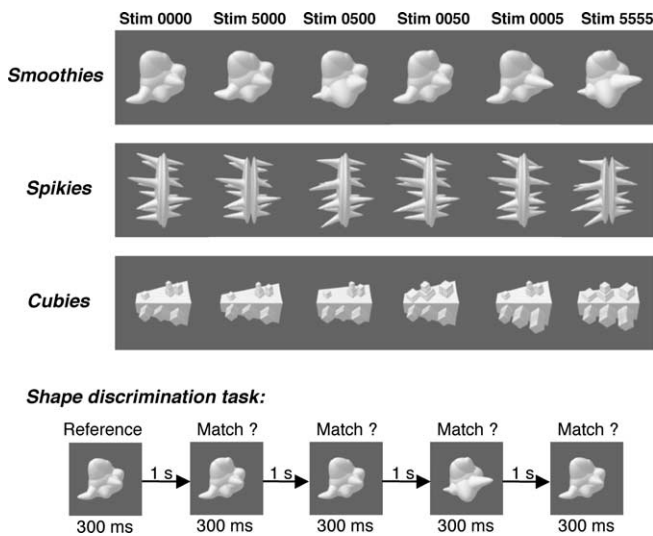 Stim 0000 Stim 5000 Stim 0500 Stim 0050 Stim 0005 Stim 5555
Smoothies
Spikies
Cubies
Shape discrimination task:
Reference Match ? Match ? Match ? Match ?
1 s 1 s 1 s 1 s
300 ms 300 ms 300 ms 300 ms 300 ms